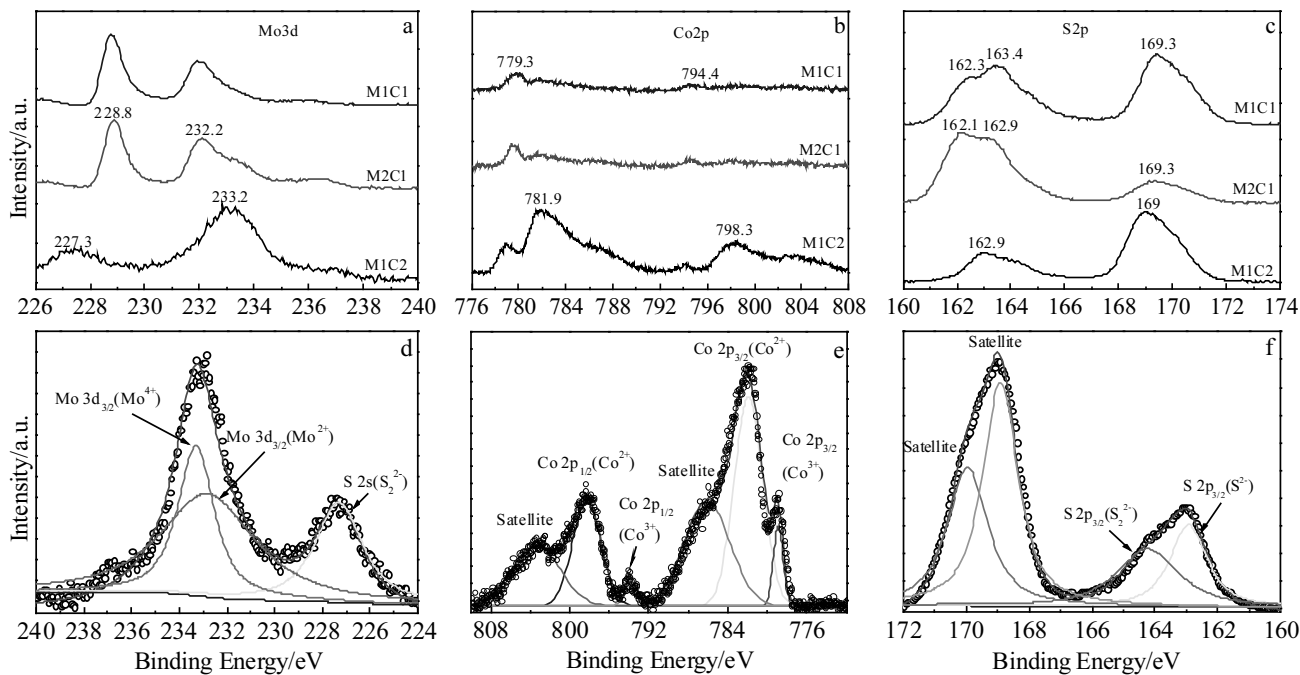 Intensity/a.u.
Mo3d
a
M1C1
228.8
232.2
M2C1
233.2
227.3
M1C2
226 228 230 232 234 236 238 240
Co2p
b
779.3
794.4
M1C1
M2C1
781.9
798.3
M1C2
776 780 784 788 792 796 800 804 808
S2p
c
162.3 163.4
169.3
M1C1
162.1 162.9
169.3
M2C1
169
162.9
M1C2
160 162 164 166 168 170 172 174
Intensity/a.u.
d
Mo 3d3/2(Mo4+)
Mo 3d3/2(Mo2+)
S 2s(S22-)
240 238 236 234 232 230 228 226 224
Binding Energy/eV
e
Co 2p3/2(Co2+)
Co 2p3/2
(Co3+)
Co 2p1/2(Co2+)
Satellite
Co 2p1/2
(Co3+)
Satellite
808 800 792 784 776
Binding Energy/eV
f
Satellite
Satellite
S 2p3/2(S2-)
S 2p3/2(S22-)
172 170 168 166 164 162 160
Binding Energy/eV